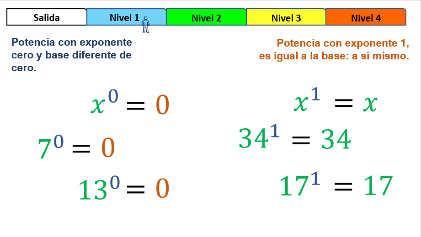 Salida Nivel 1 Nivel 2 Nivel 3 Nivel 4
Potencia con exponente
cero y base diferente de
cero.
x⁰ = 0
7⁰ = 0
13⁰ = 0
Potencia con exponente 1,
es igual a la base: a si mismo.
x¹ = x
34¹ = 34
17¹ = 17